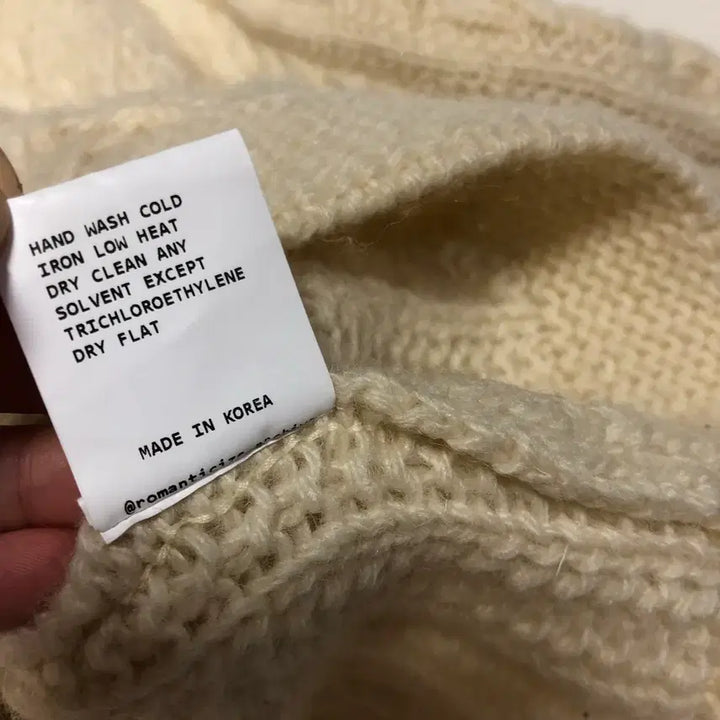 HAND WASH COLD
IRON LOW HEAT
DRY CLEAN ANY
SOLVENT EXCEPT
TRICHLOROETHYLENE
DRY FLAT
MADE IN KOREA